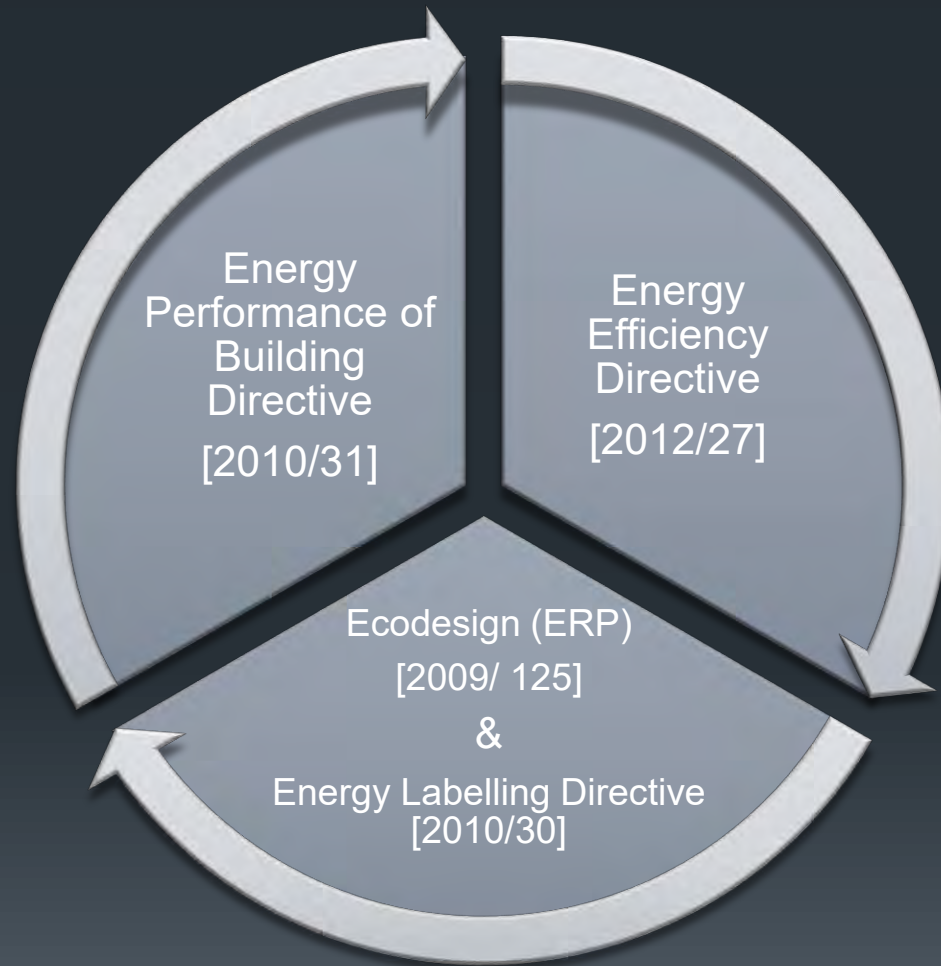 Energy
Performance of
Building
Directive
[2010/31]
Energy
Efficiency
Directive
[2012/27]
Ecodesign (ERP)
[2009/ 125]
&
Energy Labelling Directive
[2010/30]